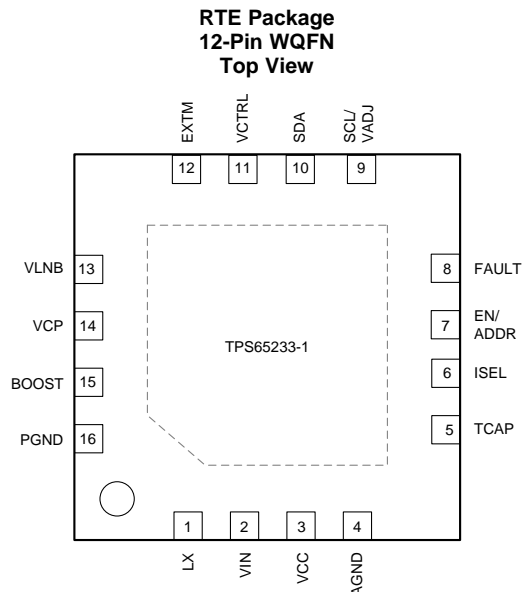 RTE Package
12-Pin WQFN
Top View
EXTM
VCTRL
SDA
SCL/
VADJ
12
11
10
9
VLNB 13
VCP 14
BOOST 15
PGND 16
TPS65233-1
8 FAULT
7 EN/
ADDR
6 ISEL
5 TCAP
1
2
3
4
LX
VIN
VCC
AGND